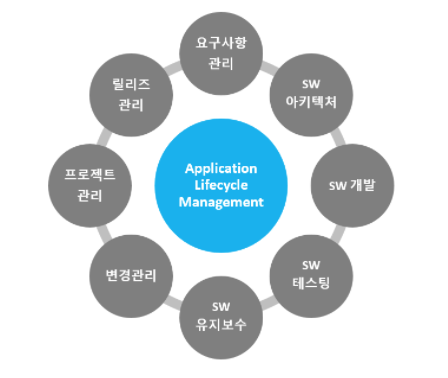 요구사항
관리
SW
아키텍처
SW 개발
SW
테스팅
SW
유지보수
변경관리
프로젝트
관리
릴리즈
관리
Application
Lifecycle
Management